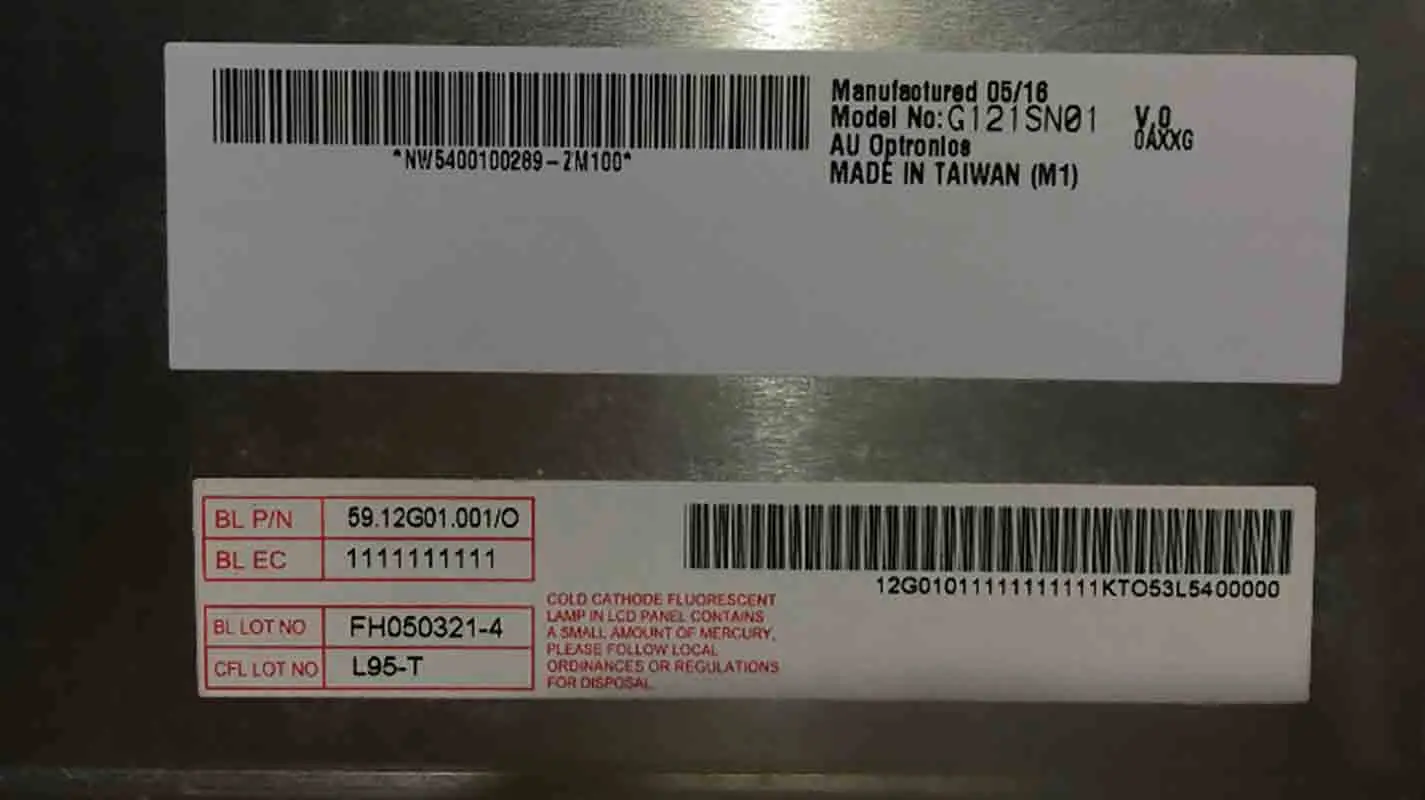 *NW5400100289-ZM100*
Manufactured 05/16
Model No:G121SN01 V.0
0AXXG
AU Optronics
MADE IN TAIWAN (M1)
BL P/N 59.12G01.001/O
BL EC 1111111111
BL LOT NO FH050321-4
CFL LOT NO L95-T
COLD CATHODE FLUORESCENT
LAMP IN LCD PANEL CONTAINS
A SMALL AMOUNT OF MERCURY,
PLEASE FOLLOW LOCAL
ORDINANCES OR REGULATIONS
FOR DISPOSAL.
12G01011111111111KTO53L5400000